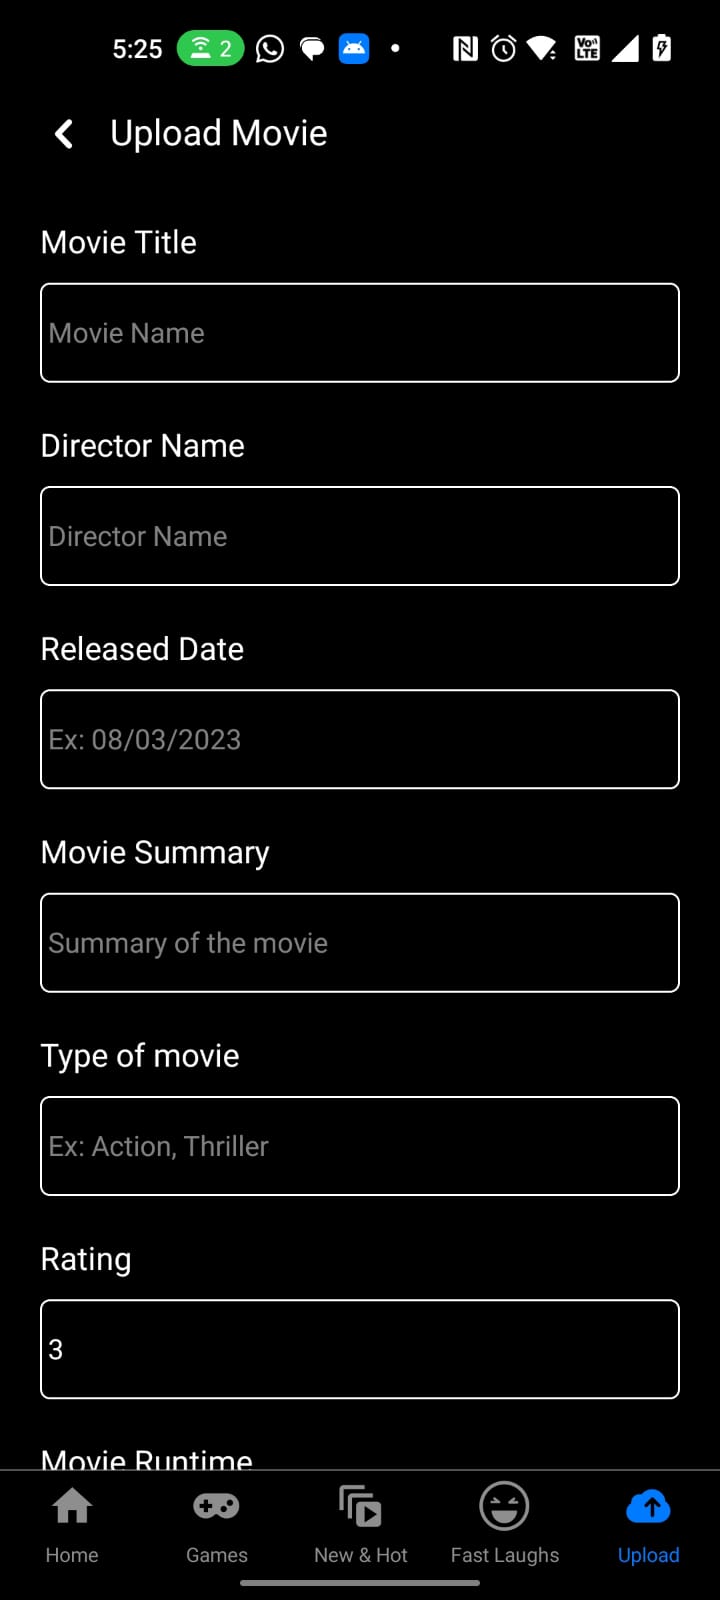 5:25 2 Vo LTE
Upload Movie
Movie Title
Movie Name
Director Name
Director Name
Released Date
Ex: 08/03/2023
Movie Summary
Summary of the movie
Type of movie
Ex: Action, Thriller
Rating
3
Movie Runtime
Home Games New & Hot Fast Laughs Upload